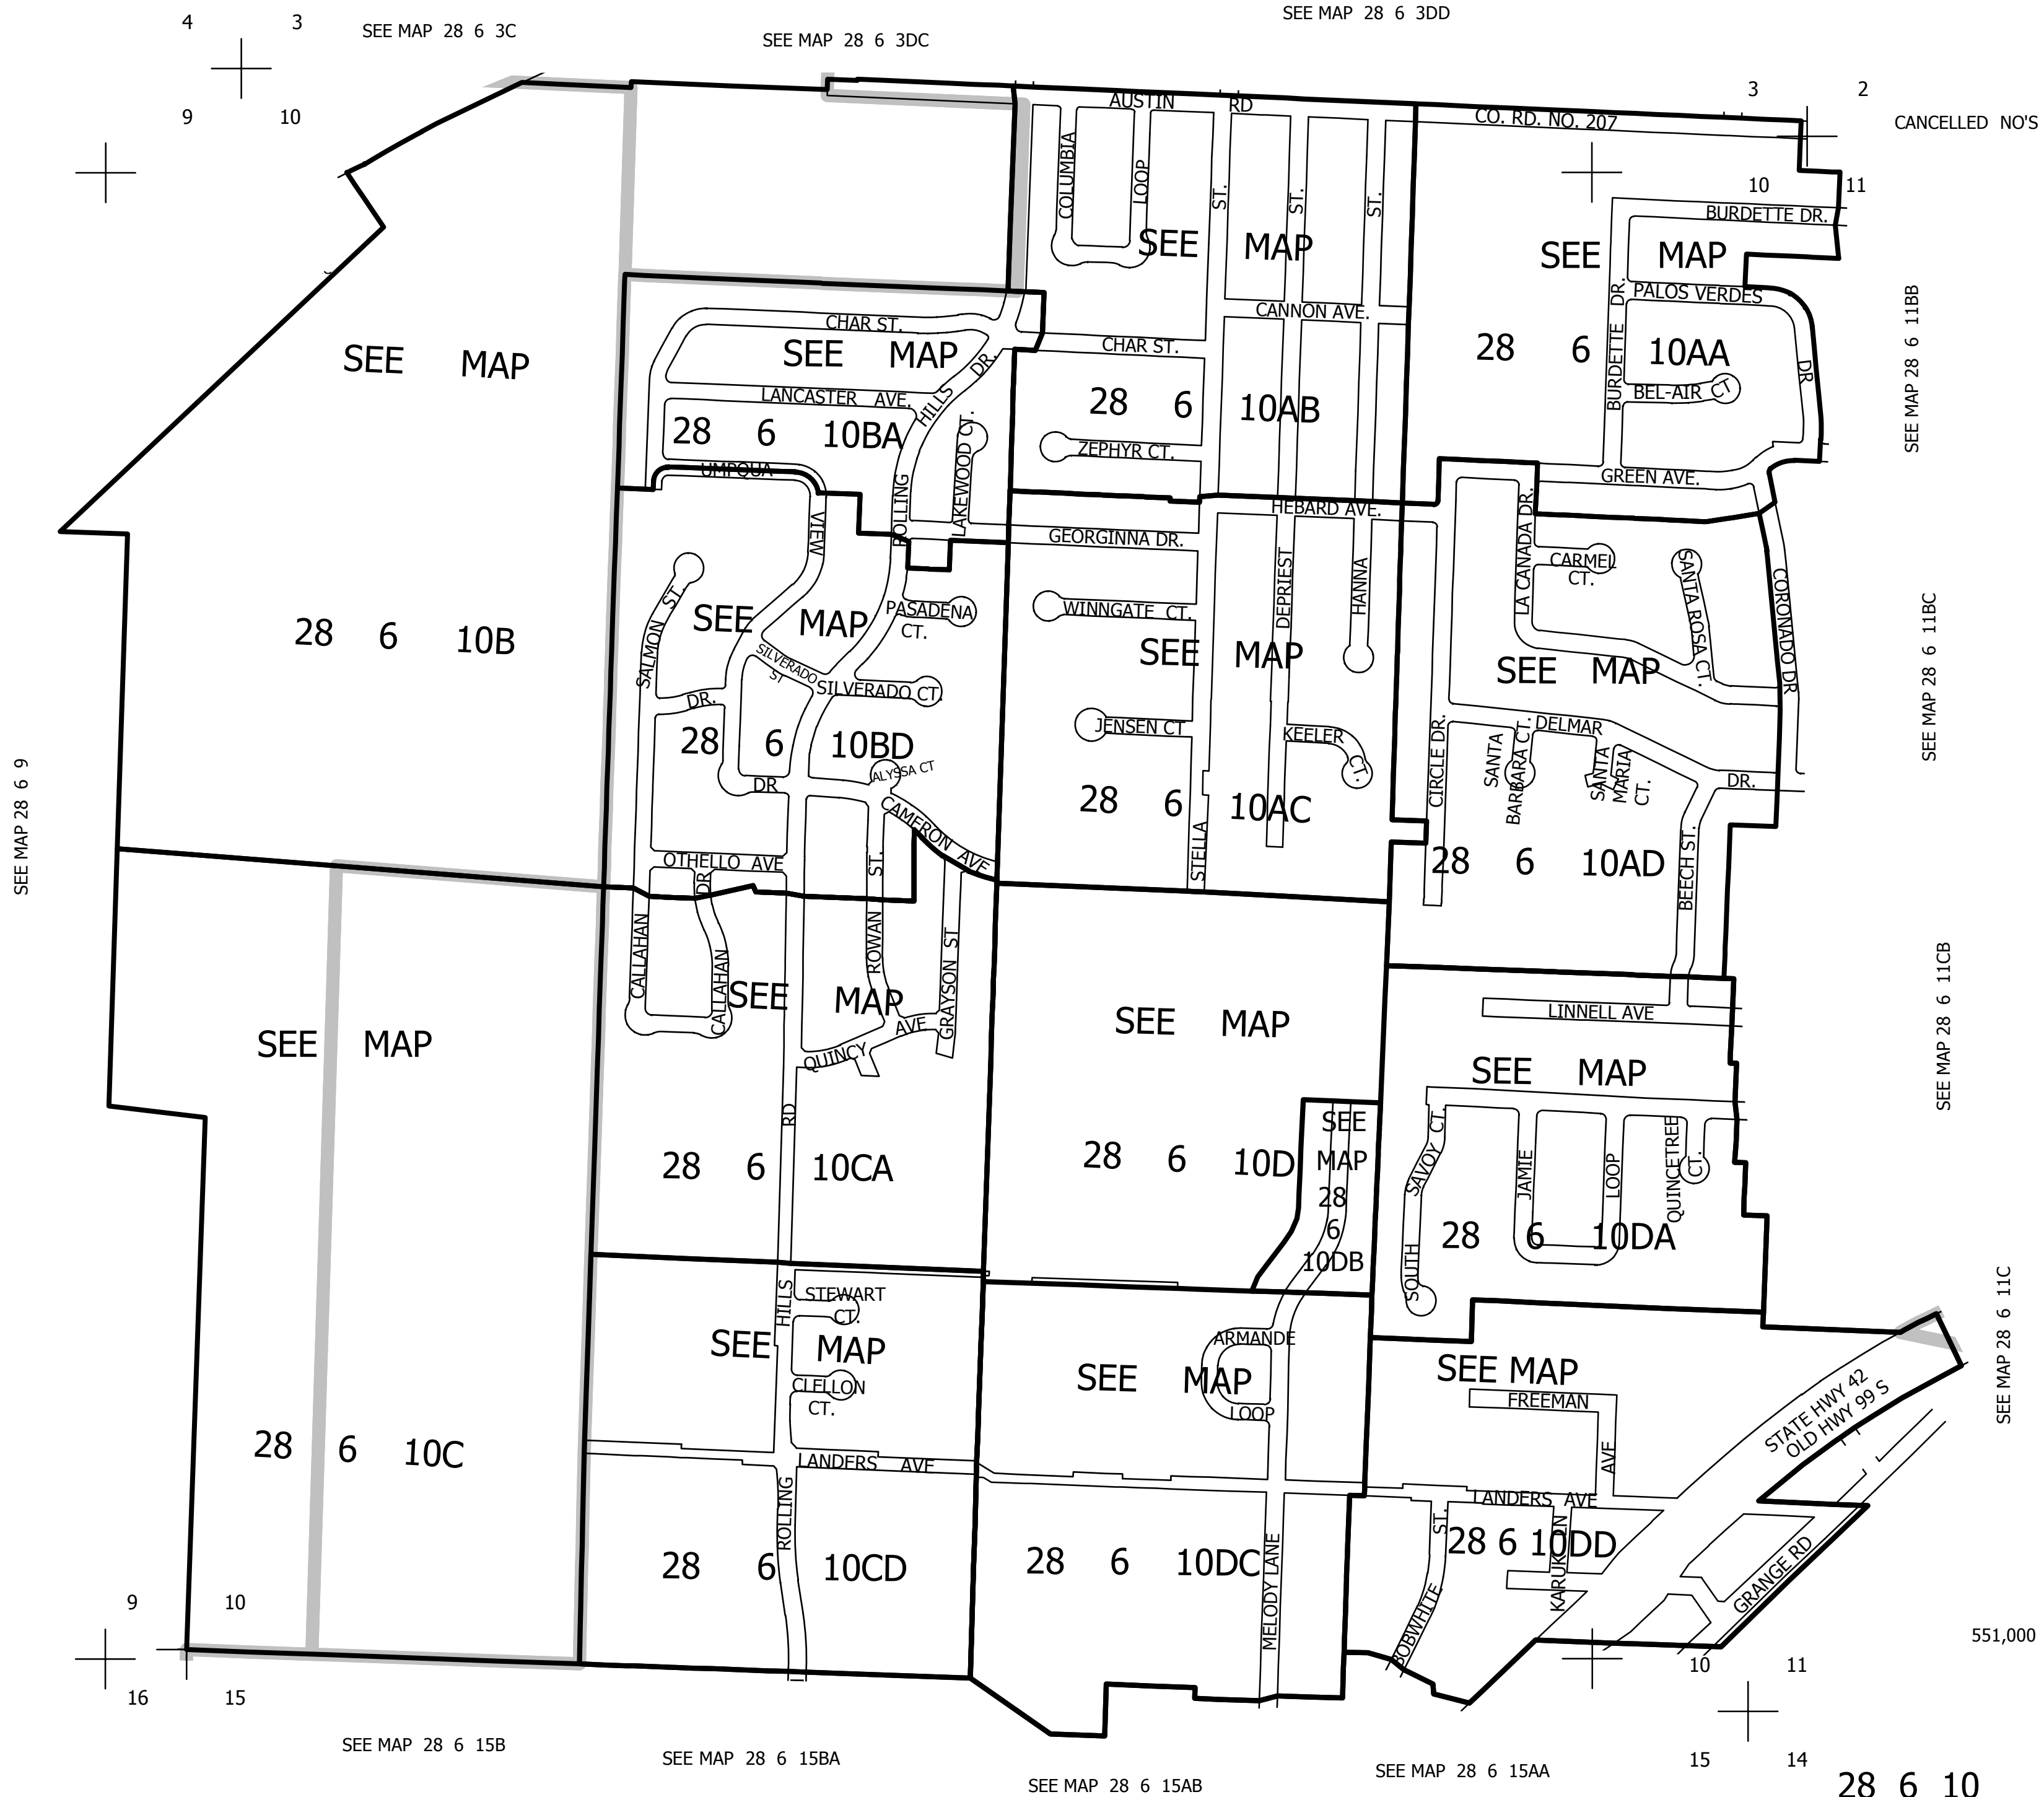 SEE MAP 28 6 3DD
4 3
SEE MAP 28 6 3C
SEE MAP 28 6 3DC
9 10
3 2
CANCELLED NO'S
10 11
AUSTIN RD
CO. RD. NO. 207
COLUMBIA
LOOP
ST.
ST.
ST.
SEE MAP
CANNON AVE.
CHAR ST.
28 6 10AB
ZEPHYR CT.
BURDETTE DR.
SEE MAP
BURDETTE DR.
PALOS VERDES
DR
28 6 10AA
BEL-AIR CT
GREEN AVE.
SEE MAP 28 6 11BB
SEE MAP
28 6 10B
CHAR ST.
SEE MAP
LANCASTER AVE.
HILLS DR.
28 6 10BA
LAKEWOOD CT.
UMPQUA
VIEW
ROLLING
SALMON ST.
SEE MAP
PASADENA
CT.
SILVERADO
ST
SILVERADO CT.
DR.
28 6 10BD
ALYSSA CT
DR
CAMERON AVE
OTHELLO AVE
DR
ST.
HEBARD AVE.
GEORGINNA DR.
DEPRIEST
HANNA
WINNGATE CT.
SEE MAP
JENSEN CT
KEELER
CT.
28 6 10AC
STELLA
LA CANADA DR.
CARMEL
CT.
SANTA ROSA CT.
CORONADO DR
SEE MAP
DELMAR
DR.
CIRCLE DR.
SANTA
BARBARA CT.
SANTA
MARIA
CT.
28 6 10AD
BEECH ST.
SEE MAP 28 6 11BC
SEE MAP 28 6 9
SEE MAP
28 6 10C
CALLAHAN
CALLAHAN
ROWAN
GRAYSON ST
SEE MAP
QUINCY AVE
RD
28 6 10CA
SEE MAP
28 6 10D
SEE
MAP
28
6
10DB
LINNELL AVE
SEE MAP
SAVOY CT.
JAMIE
LOOP
QUINCETREE
CT.
28 6 10DA
SOUTH
SEE MAP 28 6 11CB
HILLS
STEWART
CT.
SEE MAP
CLELLON
CT.
LANDERS AVE
ROLLING
28 6 10CD
ARMANDE
SEE MAP
LOOP
28 6 10DC
MELODY LANE
SEE MAP
FREEMAN
AVE
STATE HWY 42
OLD HWY 99 S
LANDERS AVE
ST.
28 6 10DD
KARUK LN
BOBWHITE
GRANGE RD
SEE MAP 28 6 11C
9 10
16 15
551,000
10 11
15 14
SEE MAP 28 6 15B
SEE MAP 28 6 15BA
SEE MAP 28 6 15AB
SEE MAP 28 6 15AA
28 6 10